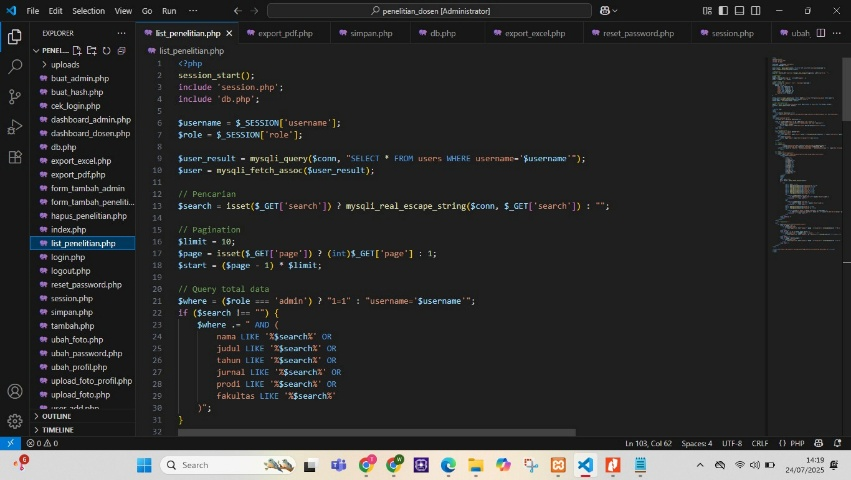 File Edit Selection View Go Run ··· penelitian_dosen [Administrator]
EXPLORER ···
list_penelitian.php × export_pdf.php simpan.php db.php export_excel.php reset_password.php session.php ubah_
PENEL...
list_penelitian.php
uploads
buat_admin.php
buat_hash.php
cek_login.php
dashboard_admin.php
dashboard_dosen.php
db.php
export_excel.php
export_pdf.php
form_tambah_admin
form_tambah_peneliti...
hapus_penelitian.php
index.php
list_penelitian.php
login.php
logout.php
reset_password.php
session.php
simpan.php
tambah.php
ubah_foto.php
ubah_password.php
ubah_profil.php
upload_foto_profil.php
upload_foto.php
user_add.php
OUTLINE
TIMELINE
1 <?php
2 session_start();
3 include 'session.php';
4 include 'db.php';
5
6 $username = $_SESSION['username'];
7 $role = $_SESSION['role'];
8
9 $user_result = mysqli_query($conn, "SELECT * FROM users WHERE username='$username'");
10 $user = mysqli_fetch_assoc($user_result);
11
12 // Pencarian
13 $search = isset($_GET['search']) ? mysqli_real_escape_string($conn, $_GET['search']) : "";
14
15 // Pagination
16 $limit = 10;
17 $page = isset($_GET['page']) ? (int)$_GET['page'] : 1;
18 $start = ($page - 1) * $limit;
19
20 // Query total data
21 $where = ($role === 'admin') ? "1=1" : "username='$username'";
22 if ($search !== "") {
23 $where .= " AND (
24 nama LIKE '%$search%' OR
25 judul LIKE '%$search%' OR
26 tahun LIKE '%$search%' OR
27 jurnal LIKE '%$search%' OR
28 prodi LIKE '%$search%' OR
29 fakultas LIKE '%$search%'
30 )";
31 }
32
0 0 Ln 103, Col 62 Spaces: 4 UTF-8 CRLF {} PHP
6 Search 14:19
24/07/2025